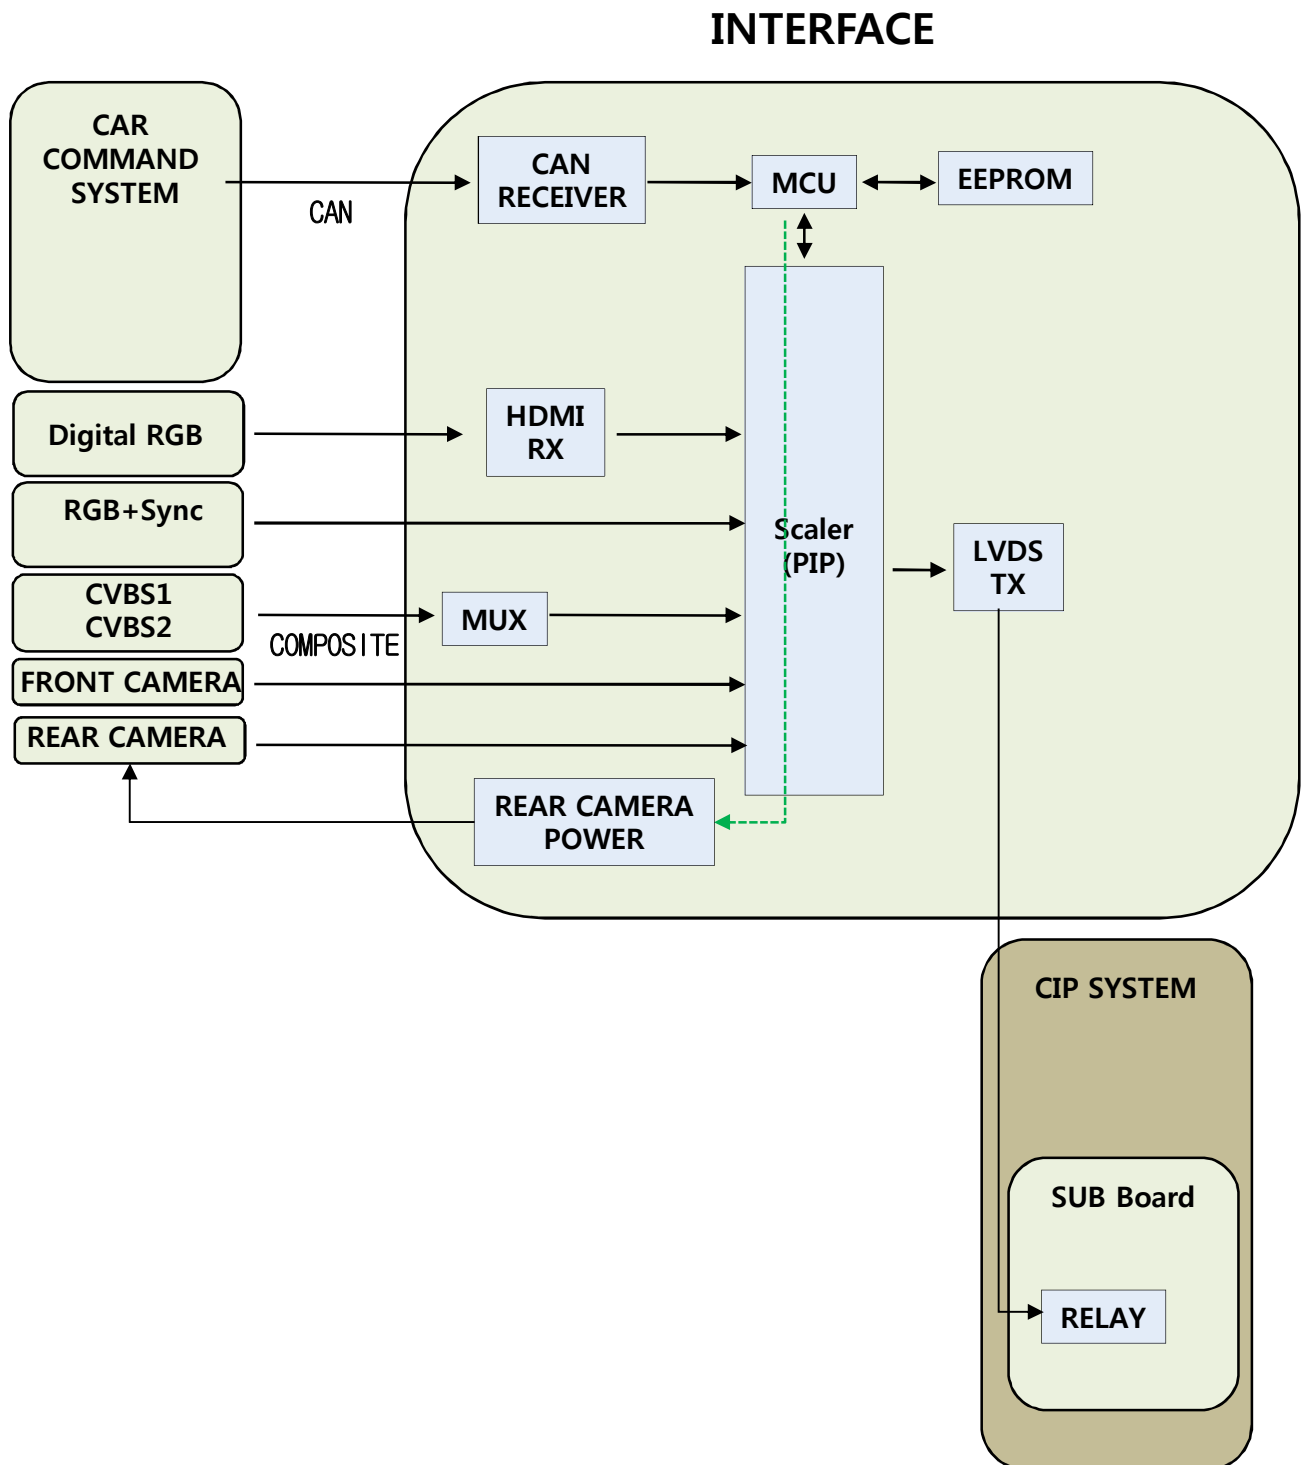 INTERFACE
CAR
COMMAND
SYSTEM
CAN
CAN
RECEIVER
MCU
EEPROM
Digital RGB
HDMI
RX
RGB+Sync
Scaler
(PIP)
LVDS
TX
CVBS1
CVBS2
COMPOSITE
MUX
FRONT CAMERA
REAR CAMERA
REAR CAMERA
POWER
CIP SYSTEM
SUB Board
RELAY